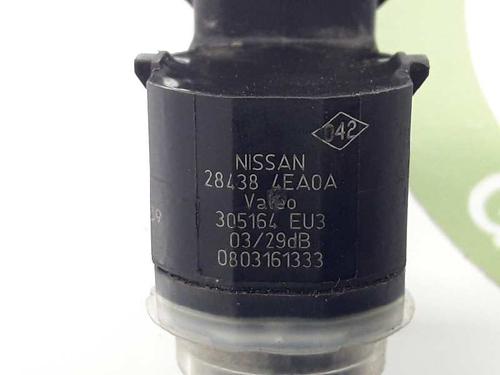 042
NISSAN
28438 4EA0A
Valeo
305164 EU3
03/29dB
0803161333